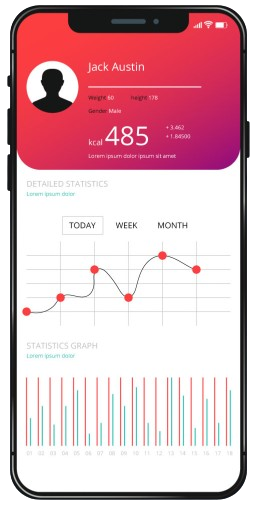 Jack Austin
Weight 60 height 178
Gender Male
kcal 485
+ 3.462
+ 1.84500
Lorem ipsum dolor ipsum sit amet
DETAILED STATISTICS
Lorem ipsum dolor
TODAY WEEK MONTH
STATISTICS GRAPH
Lorem ipsum dolor
01 02 03 04 05 06 07 08 09 10 11 12 13 14 15 16 17 18